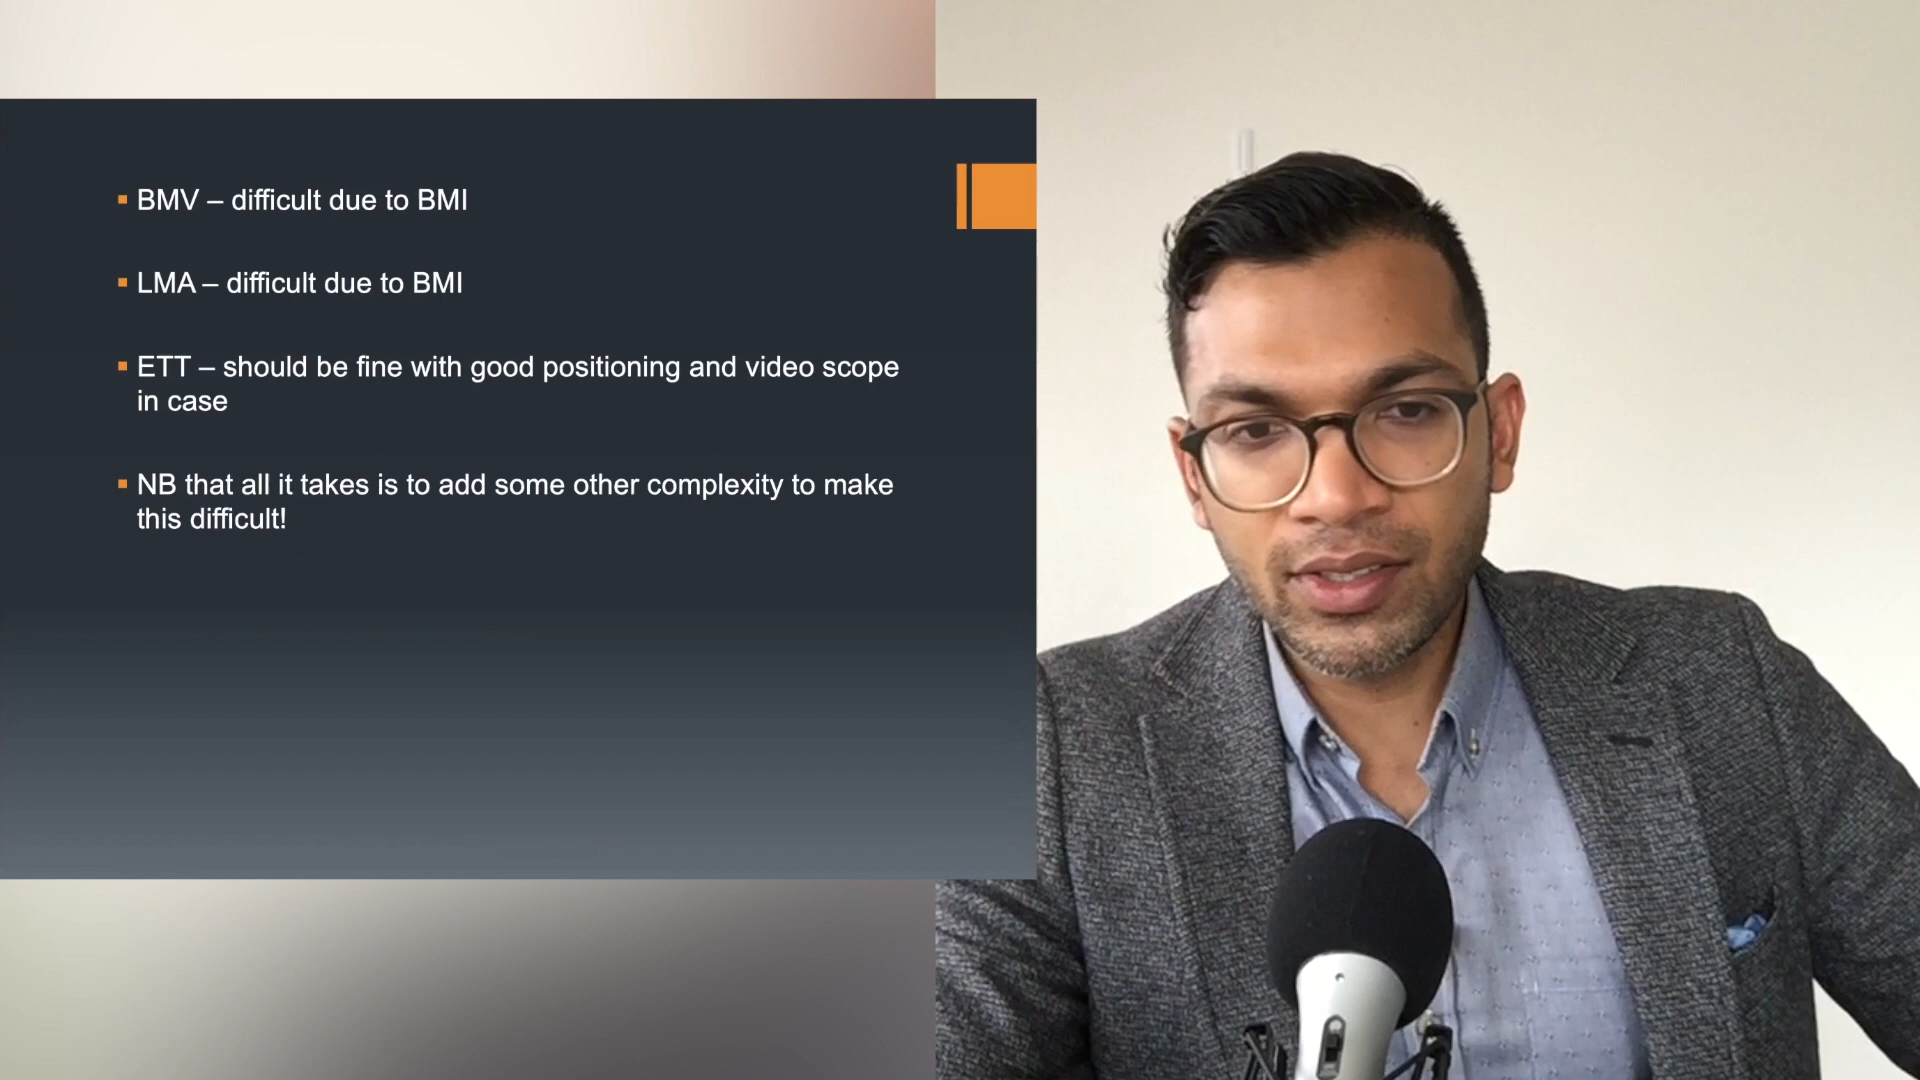 BMV – difficult due to BMI
LMA – difficult due to BMI
ETT – should be fine with good positioning and video scope
in case
NB that all it takes is to add some other complexity to make
this difficult!